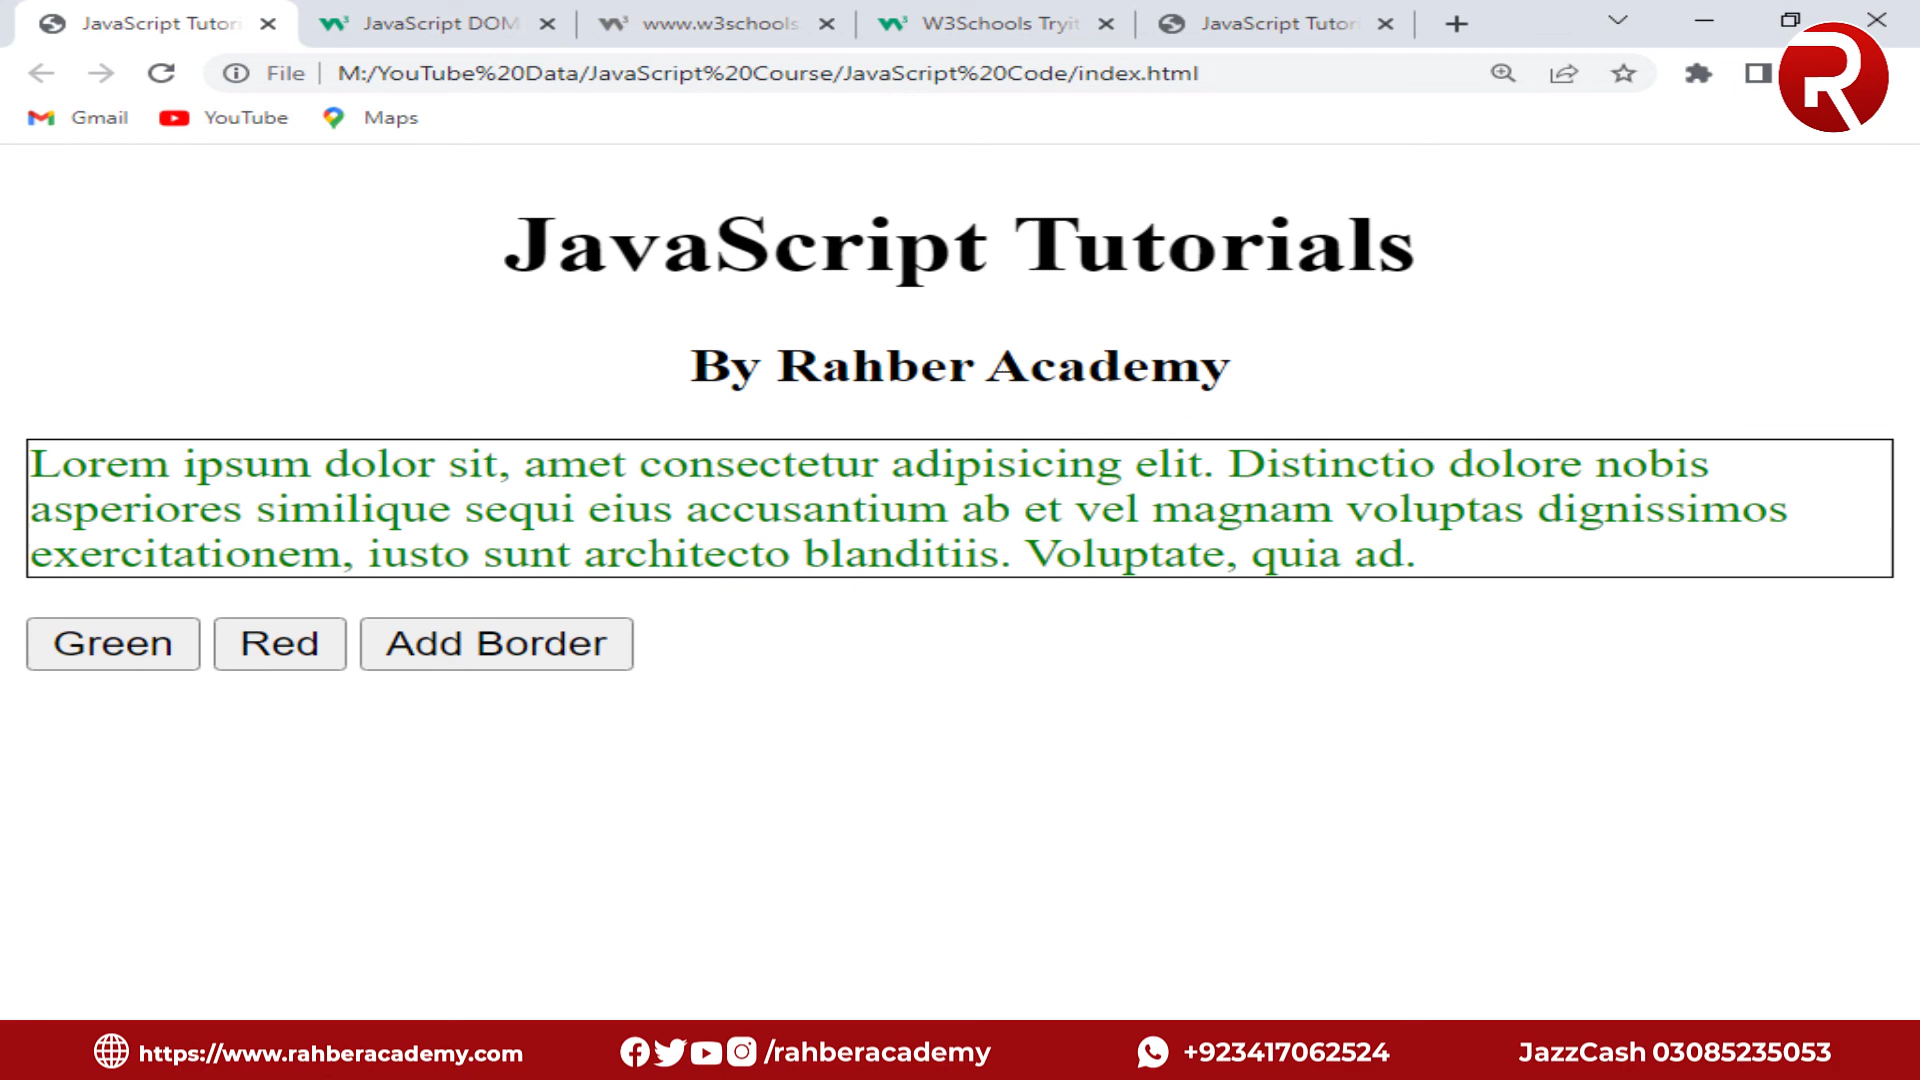 JavaScript Tutori
JavaScript DOM
www.w3schools
W3Schools Tryit
JavaScript Tutori
File
M:/YouTube%20Data/JavaScript%20Course/JavaScript%20Code/index.html
Gmail
YouTube
Maps
R
JavaScript Tutorials
By Rahber Academy
Lorem ipsum dolor sit, amet consectetur adipisicing elit. Distinctio dolore nobis
asperiores similique sequi eius accusantium ab et vel magnam voluptas dignissimos
exercitationem, iusto sunt architecto blanditiis. Voluptate, quia ad.
Green
Red
Add Border
https://www.rahberacademy.com
/rahberacademy
+923417062524
JazzCash 03085235053